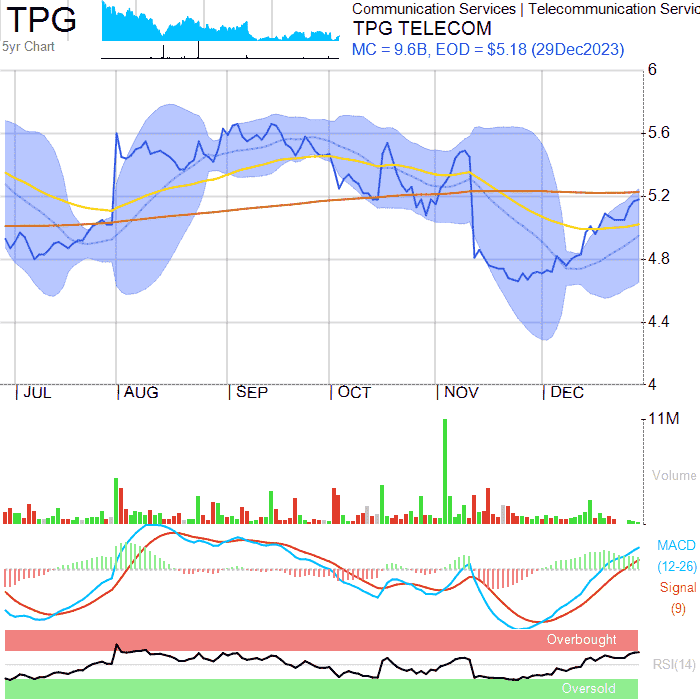 TPG
5yr Chart
Communication Services | Telecommunication Servic
TPG TELECOM
MC = 9.6B, EOD = $5.18 (29Dec2023)
6
5.6
5.2
4.8
4.4
4
JUL AUG SEP OCT NOV DEC
11M
Volume
MACD
(12-26)
Signal
(9)
Overbought
RSI(14)
Oversold